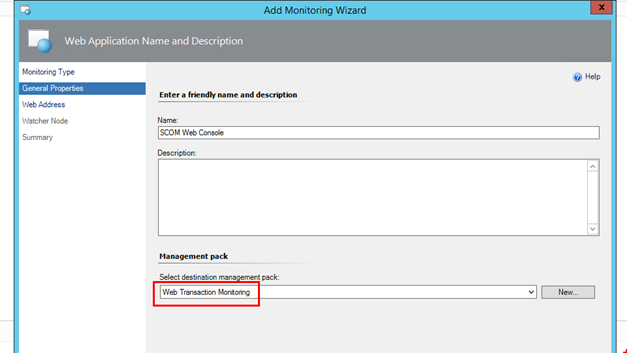 Add Monitoring Wizard
x
Web Application Name and Description
Monitoring Type
General Properties
Web Address
Watcher Node
Summary
Help
Enter a friendly name and description
Name:
SCOM Web Console
Description:
Management pack
Select destination management pack:
Web Transaction Monitoring
New...